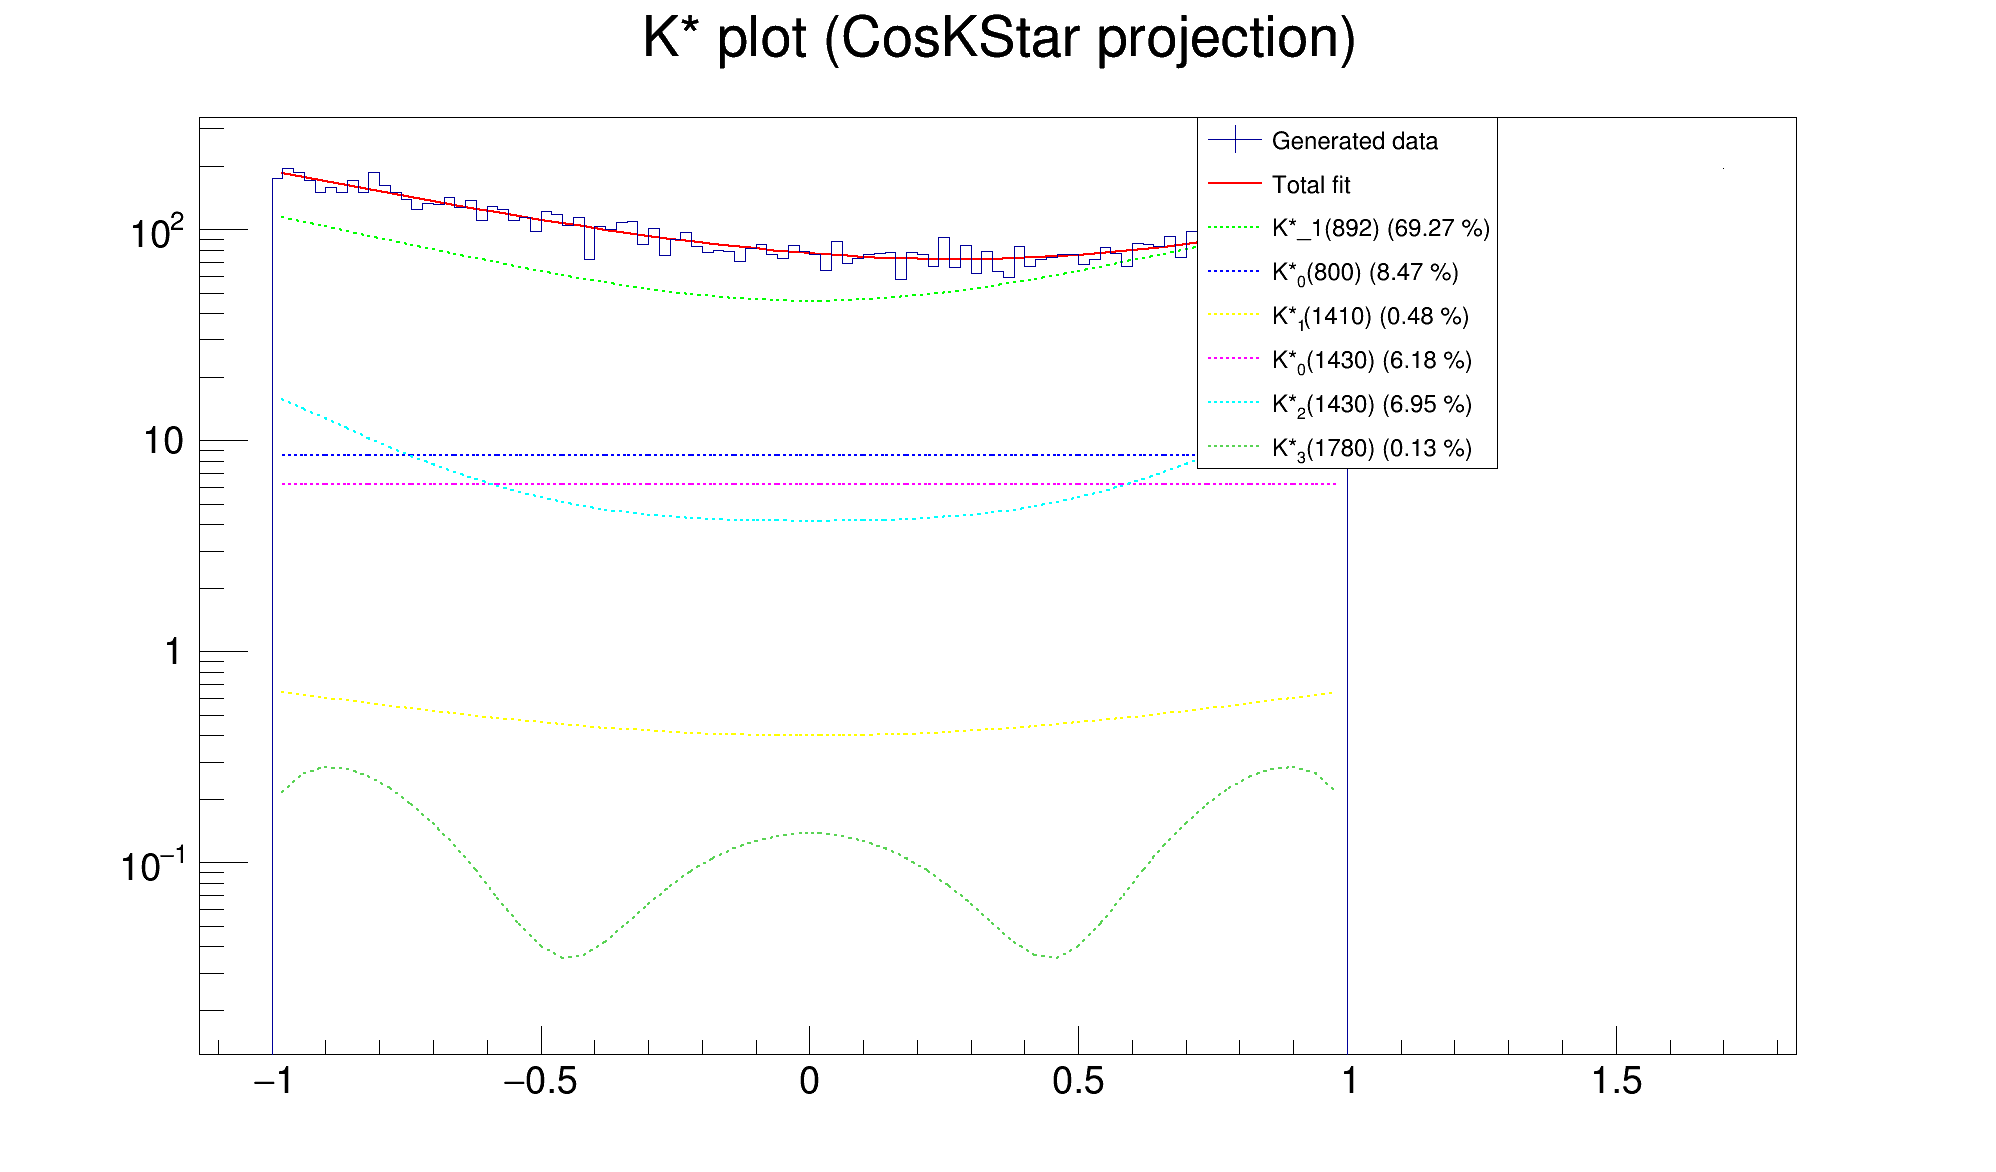 K* plot (CosKStar projection)
Generated data
Total fit
K*_1(892) (69.27 %)
K*0(800) (8.47 %)
K*1(1410) (0.48 %)
K*0(1430) (6.18 %)
K*2(1430) (6.95 %)
K*3(1780) (0.13 %)
10²
10
1
10⁻¹
−1 −0.5 0 0.5 1 1.5